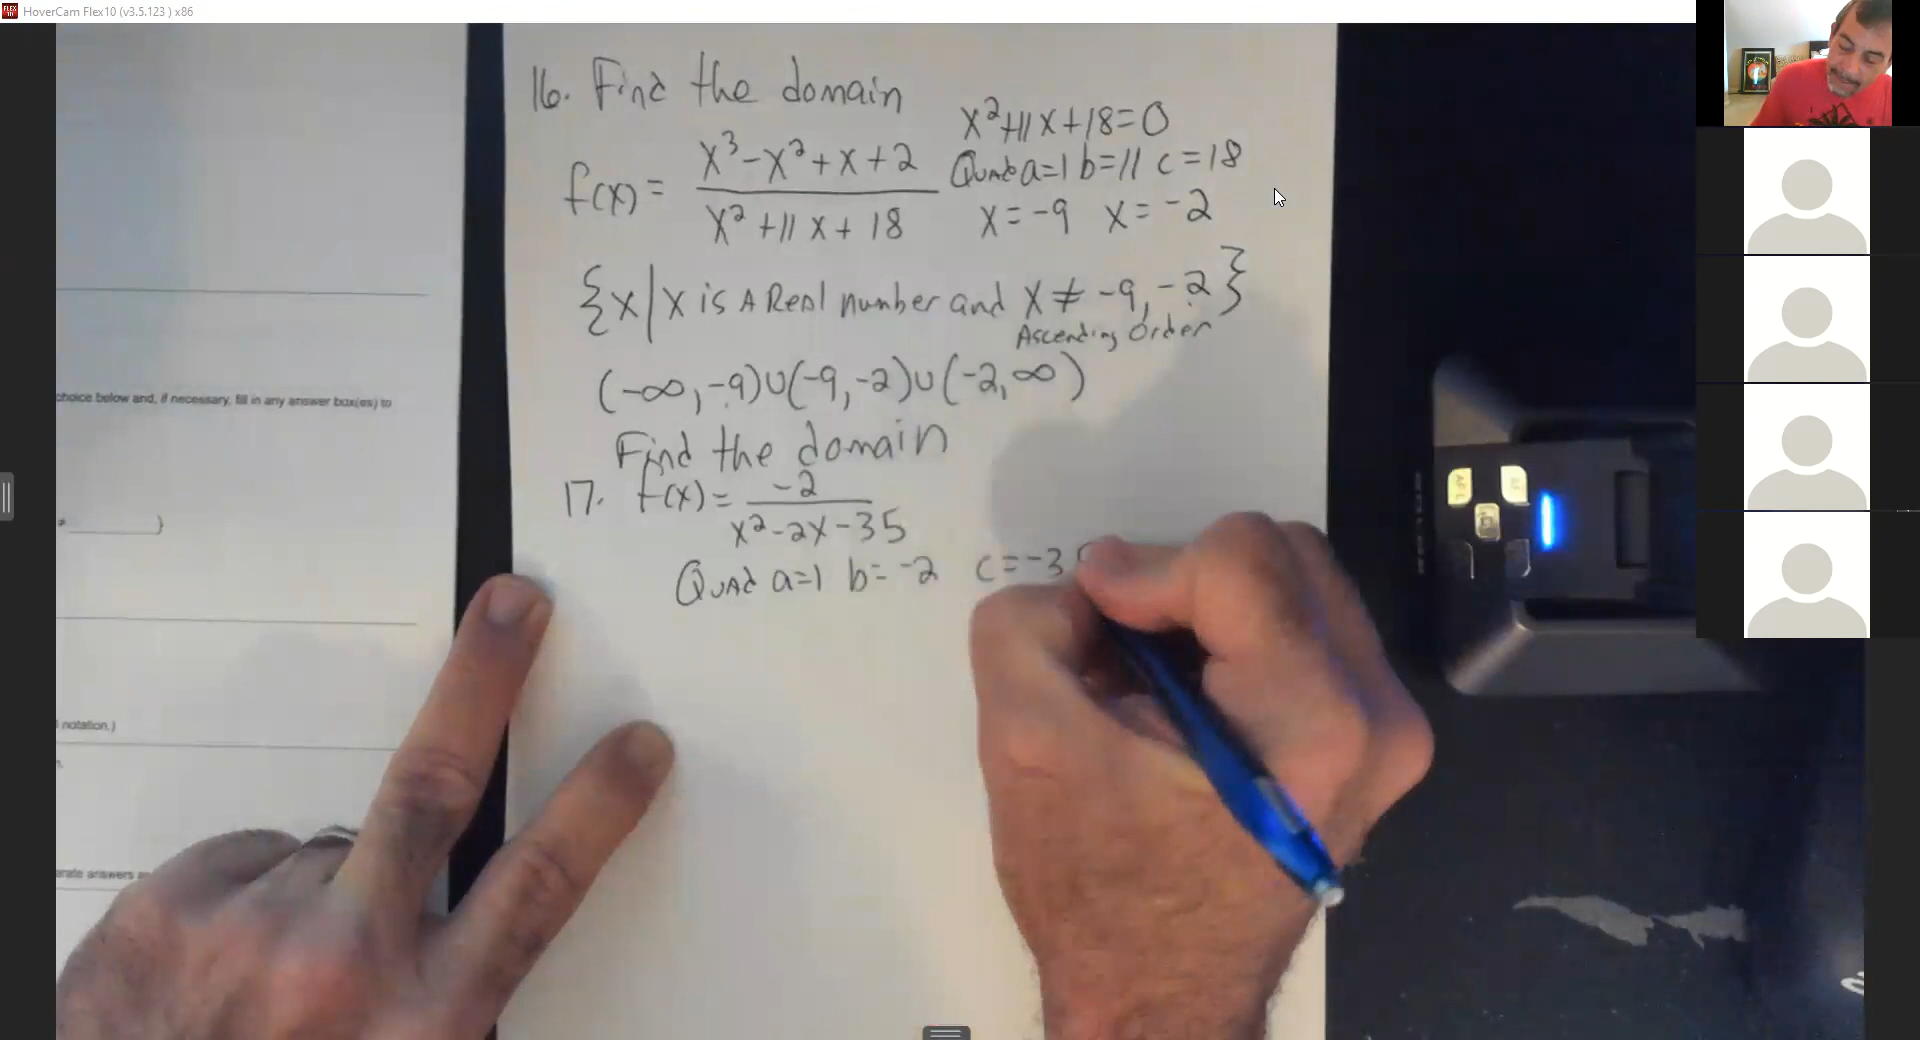 HoverCam Flex10 (v3.5.123 ) x86
16. Find the domain
f(x) = x³-x²+x+2 / x²+11x+18
x²+11x+18=0
Quad a=1 b=11 c=18
x=-9 x=-2
{x|x is A Real number and x≠-9,-2}
Ascending Order
(-∞,-9)∪(-9,-2)∪(-2,∞)
Find the domain
17. f(x)= -2 / x²-2x-35
Quad a=1 b=-2 c=-3
choice below and, if necessary, fill in any answer box(es) to
≠ }
notation.)
erate answers